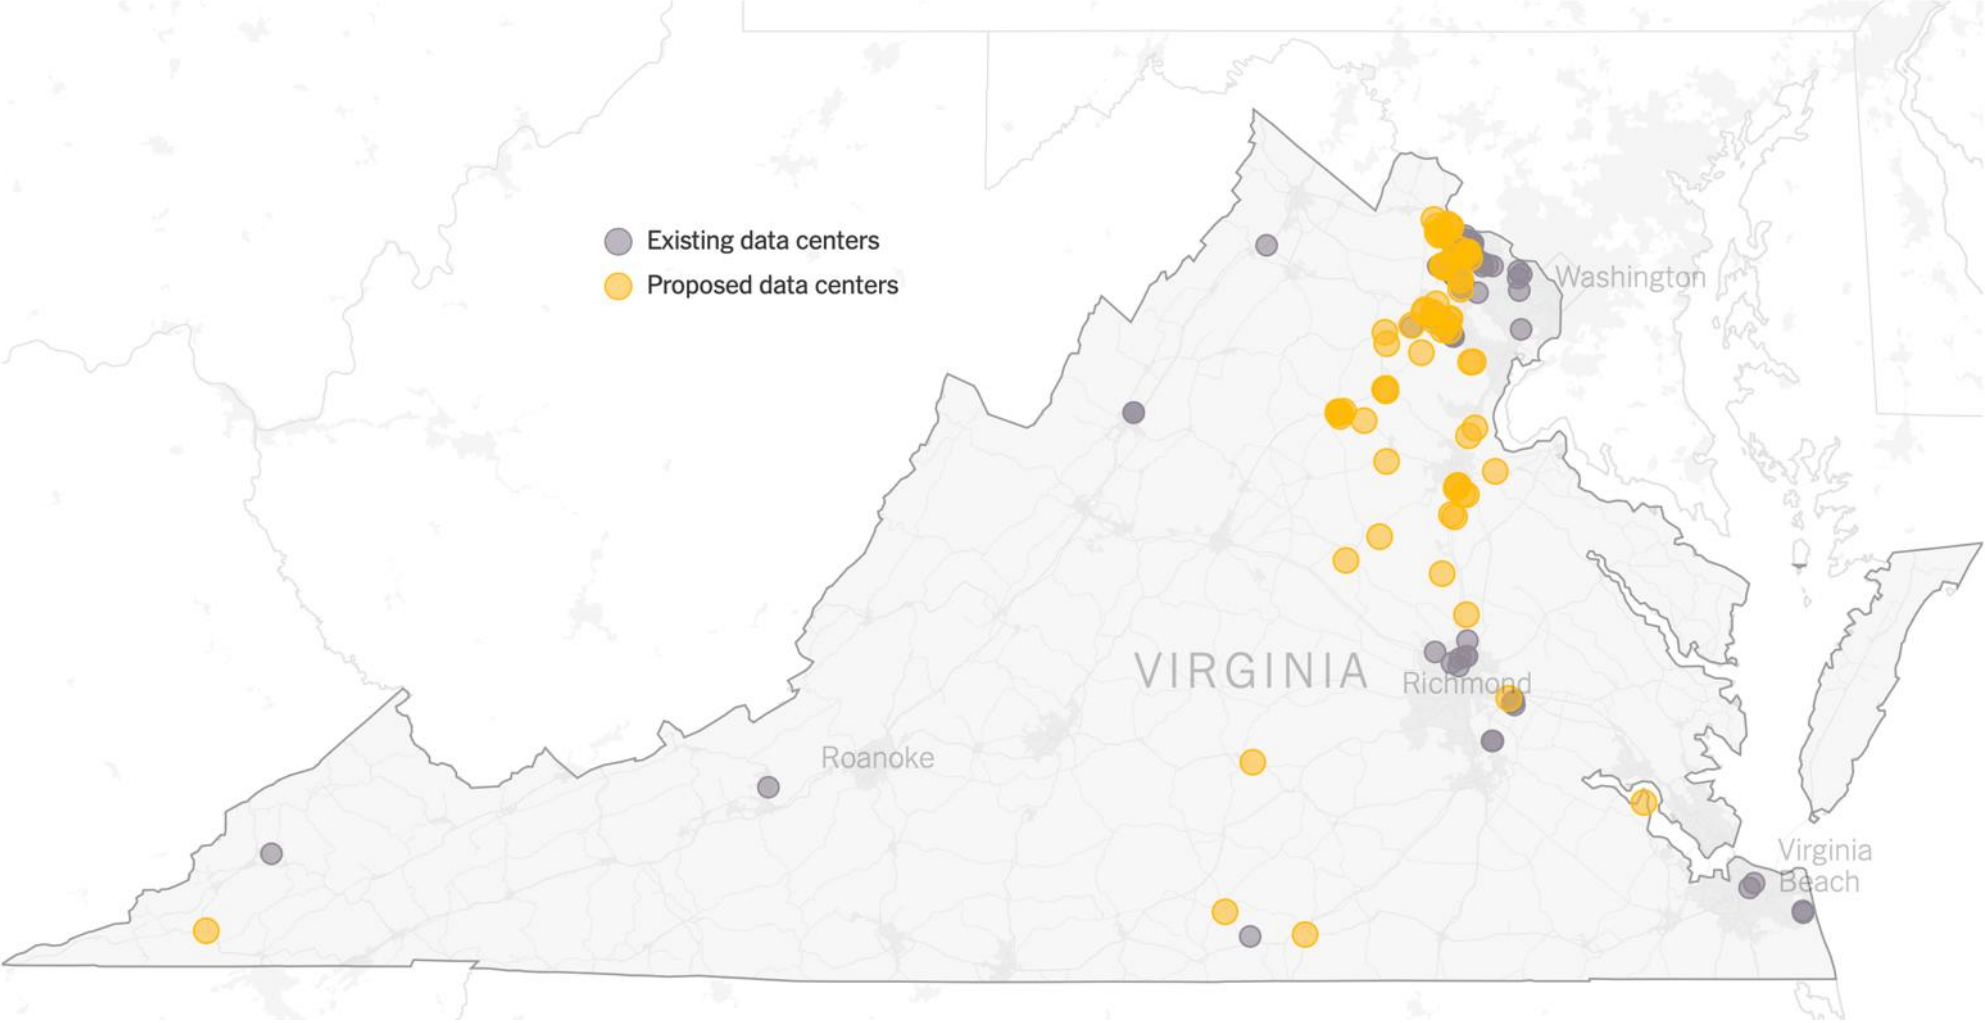 Existing data centers
Proposed data centers
Washington
VIRGINIA
Richmond
Roanoke
Virginia
Beach